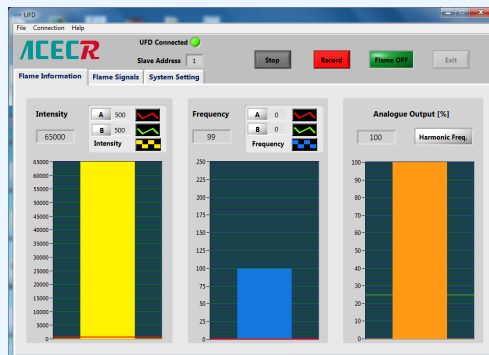 UFD
File Connection Help
ACECR
UFD Connected
Slave Address 1
Stop
Record
Flame OFF
Exit
Flame Information
Flame Signals
System Setting
Intensity
65000
A 500
B 500
Intensity
65000
60000
55000
50000
45000
40000
35000
30000
25000
20000
15000
10000
5000
0
Frequency
99
A 0
B 0
Frequency
250
225
200
175
150
125
100
75
50
25
0
Analogue Output [%]
100
Harmonic Freq.
100
90
80
70
60
50
40
30
20
10
0